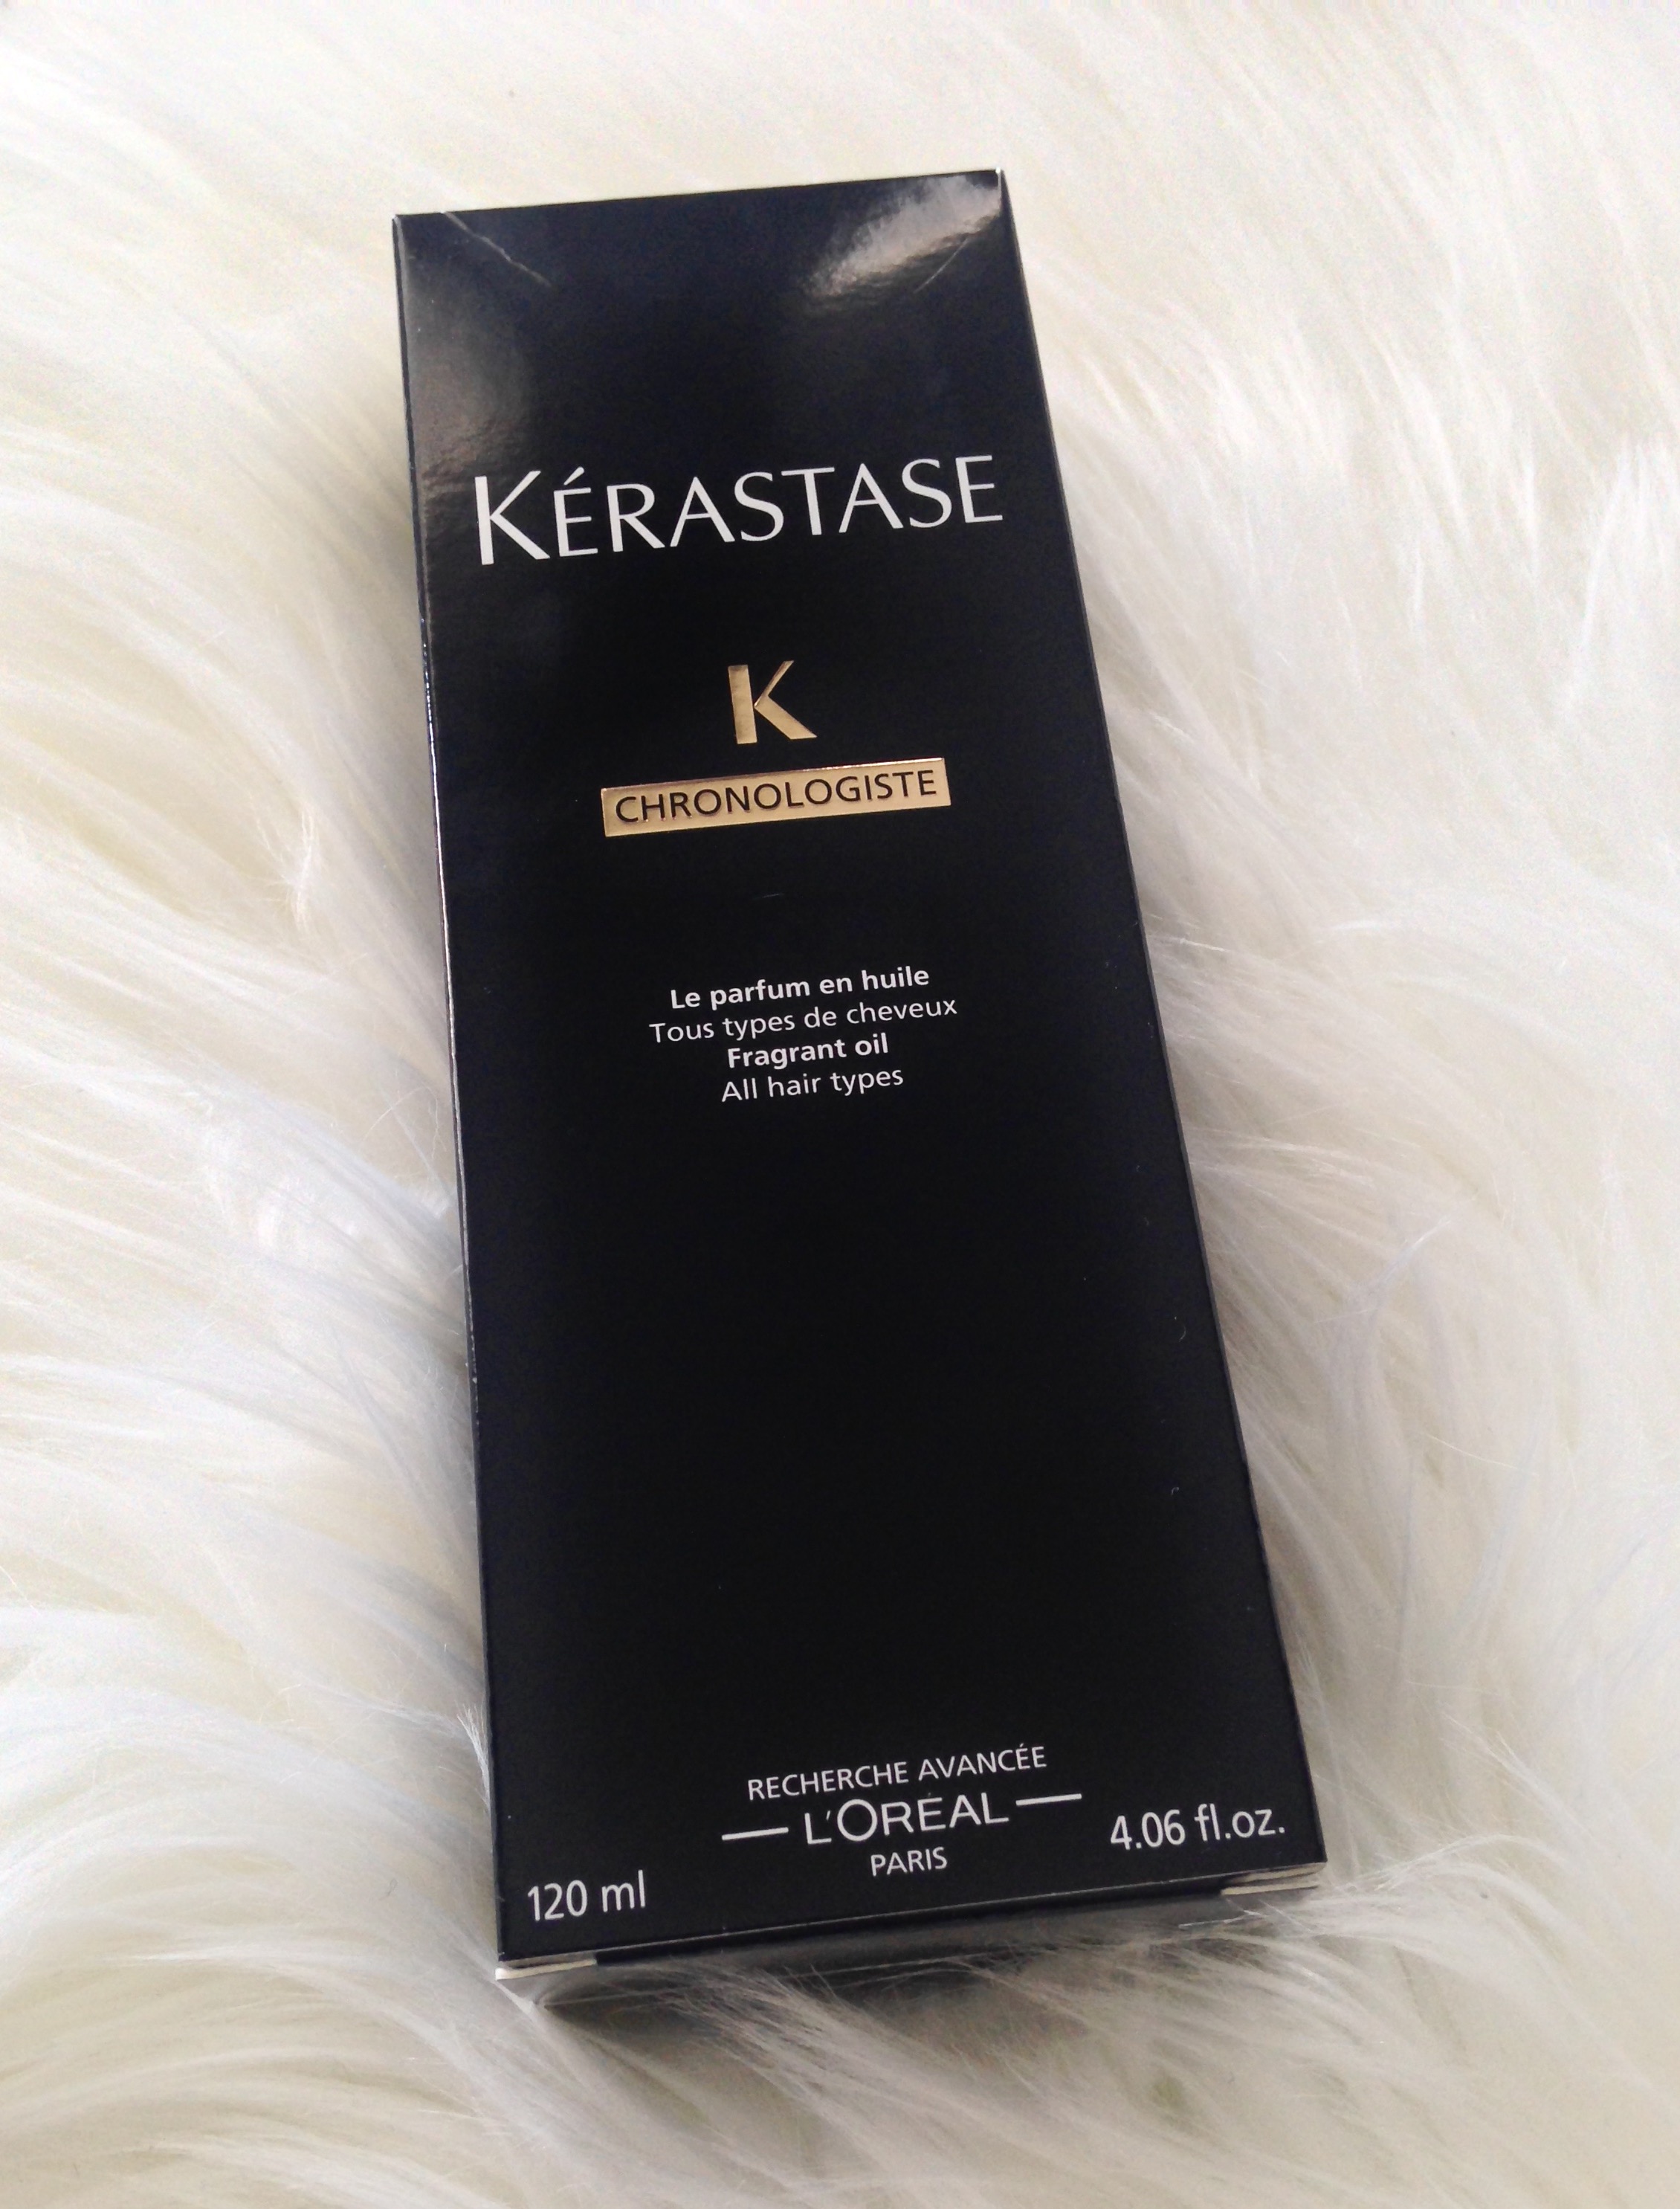 KÉRASTASE
K
CHRONOLOGISTE
Le parfum en huile
Tous types de cheveux
Fragrant oil
All hair types
RECHERCHE AVANCÉE
L'ORÉAL
PARIS
120 ml
4.06 fl.oz.